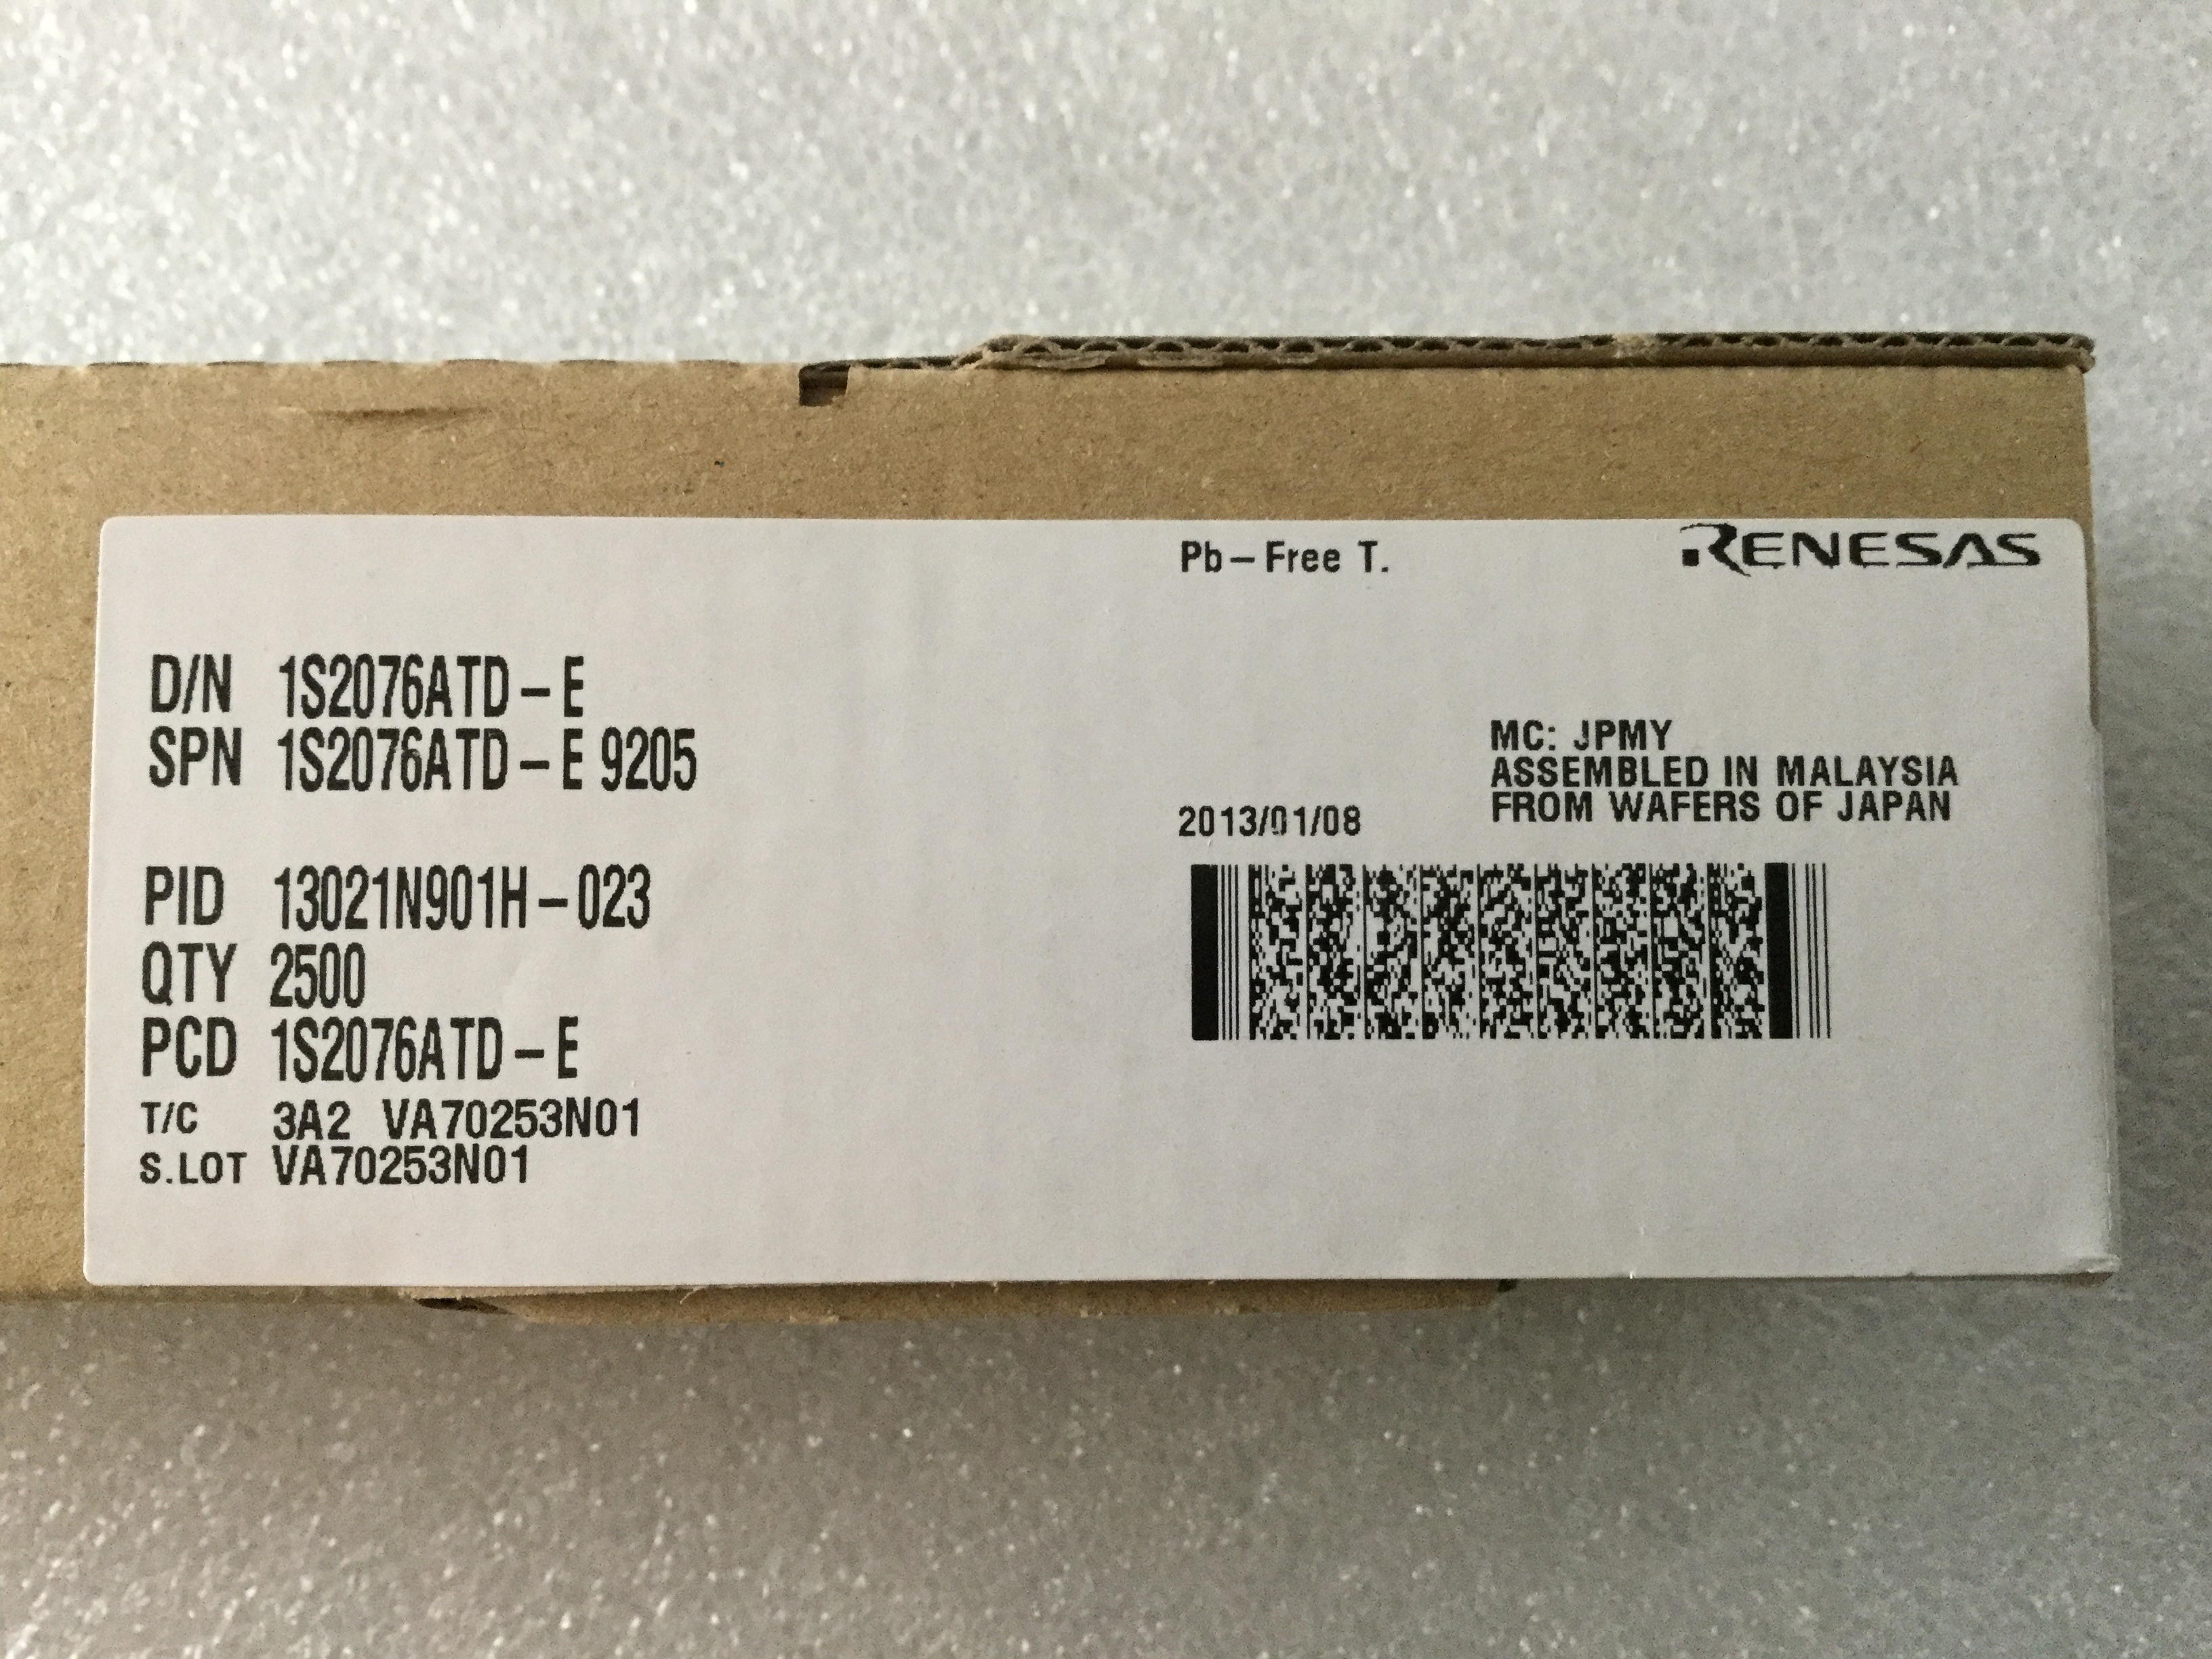 Pb-Free T.
RENESAS
D/N 1S2076ATD-E
SPN 1S2076ATD-E 9205
MC: JPMY
ASSEMBLED IN MALAYSIA
FROM WAFERS OF JAPAN
2013/01/08
PID 13021N901H-023
QTY 2500
PCD 1S2076ATD-E
T/C 3A2 VA70253N01
S.LOT VA70253N01